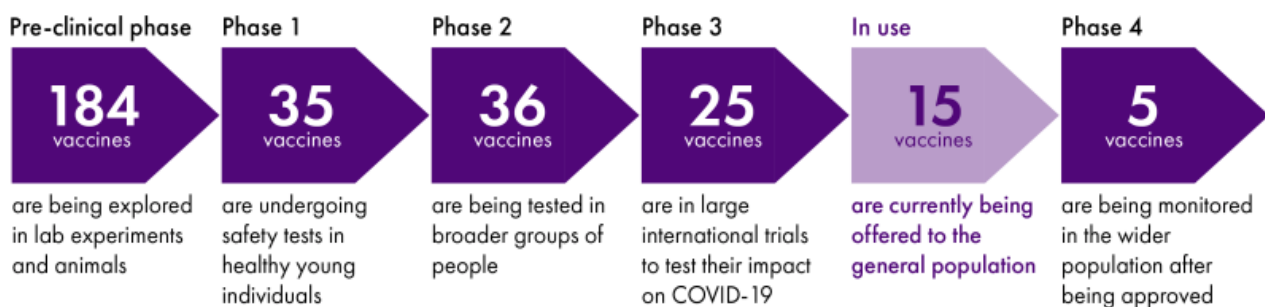 Pre-clinical phase
184
vaccines
are being explored
in lab experiments
and animals
Phase 1
35
vaccines
are undergoing
safety tests in
healthy young
individuals
Phase 2
36
vaccines
are being tested in
broader groups of
people
Phase 3
25
vaccines
are in large
international trials
to test their impact
on COVID-19
In use
15
vaccines
are currently being
offered to the
general population
Phase 4
5
vaccines
are being monitored
in the wider
population after
being approved